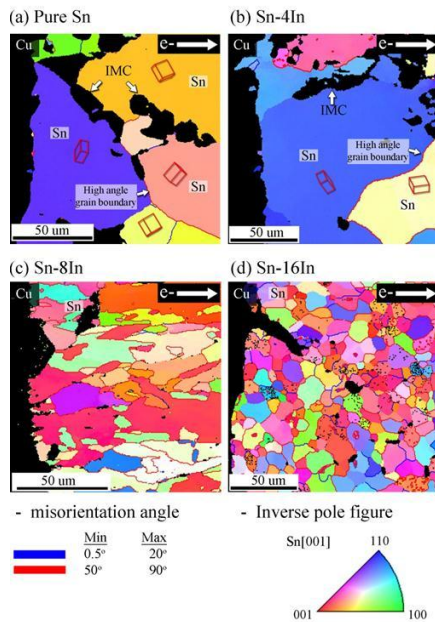 (a) Pure Sn
Cu
e-
IMC
Sn
Sn
Sn
High angle
grain boundary
50 um
(b) Sn-4In
Cu
e-
IMC
Sn
High angle
grain boundary
Sn
50 um
(c) Sn-8In
Cu
Sn
e-
50 um
(d) Sn-16In
Cu
Sn
e-
50 um
- misorientation angle
Min Max
0.5° 20°
50° 90°
- Inverse pole figure
Sn[001]
110
001
100